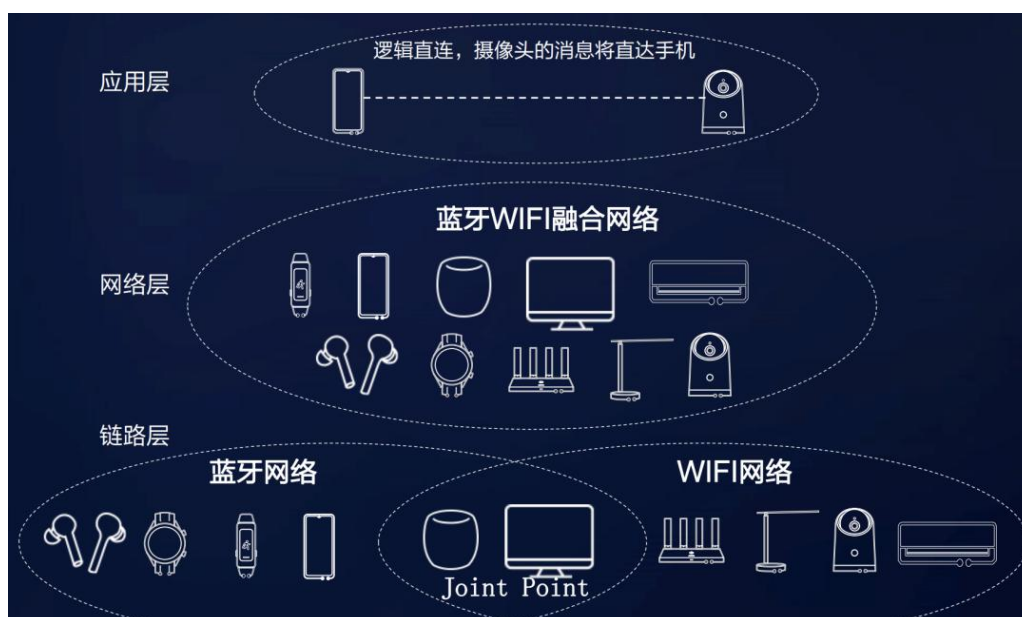 逻辑直连，摄像头的消息将直达手机
应用层
蓝牙WIFI融合网络
网络层
链路层
蓝牙网络
WIFI网络
Joint Point